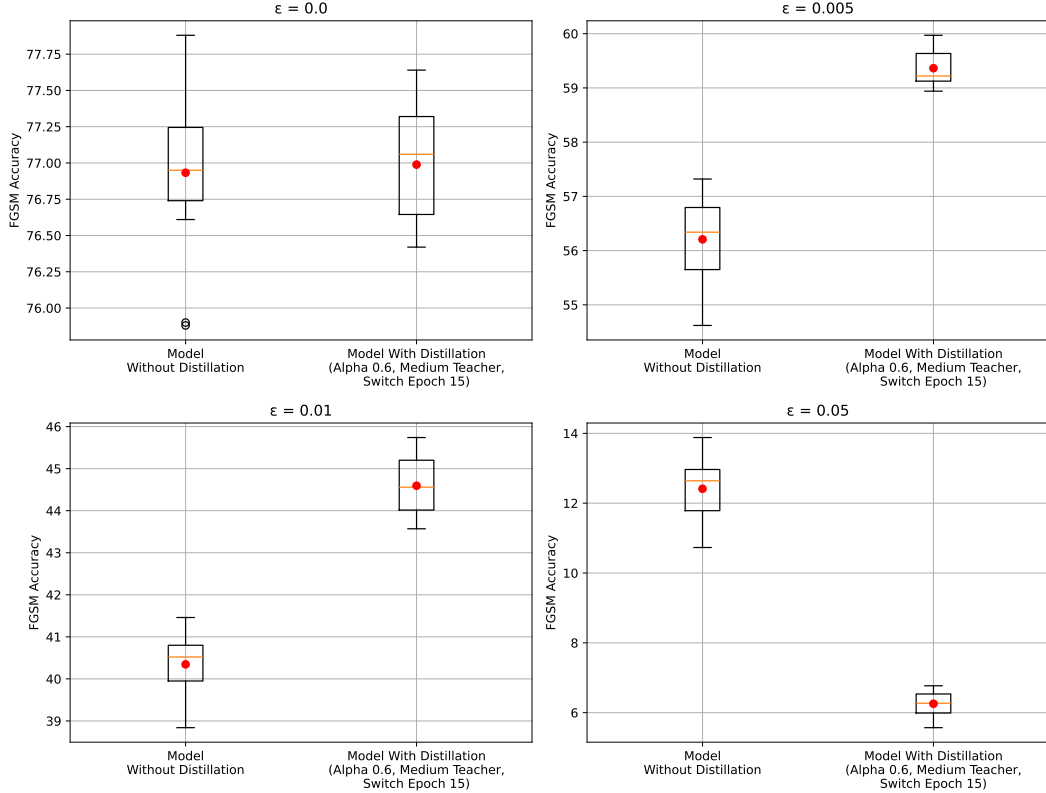 ε = 0.0
FGSM Accuracy
77.75
77.50
77.25
77.00
76.75
76.50
76.25
76.00
Model
Without Distillation
Model With Distillation
(Alpha 0.6, Medium Teacher,
Switch Epoch 15)
ε = 0.005
FGSM Accuracy
60
59
58
57
56
55
Model
Without Distillation
Model With Distillation
(Alpha 0.6, Medium Teacher,
Switch Epoch 15)
ε = 0.01
FGSM Accuracy
46
45
44
43
42
41
40
39
Model
Without Distillation
Model With Distillation
(Alpha 0.6, Medium Teacher,
Switch Epoch 15)
ε = 0.05
FGSM Accuracy
14
12
10
8
6
Model
Without Distillation
Model With Distillation
(Alpha 0.6, Medium Teacher,
Switch Epoch 15)